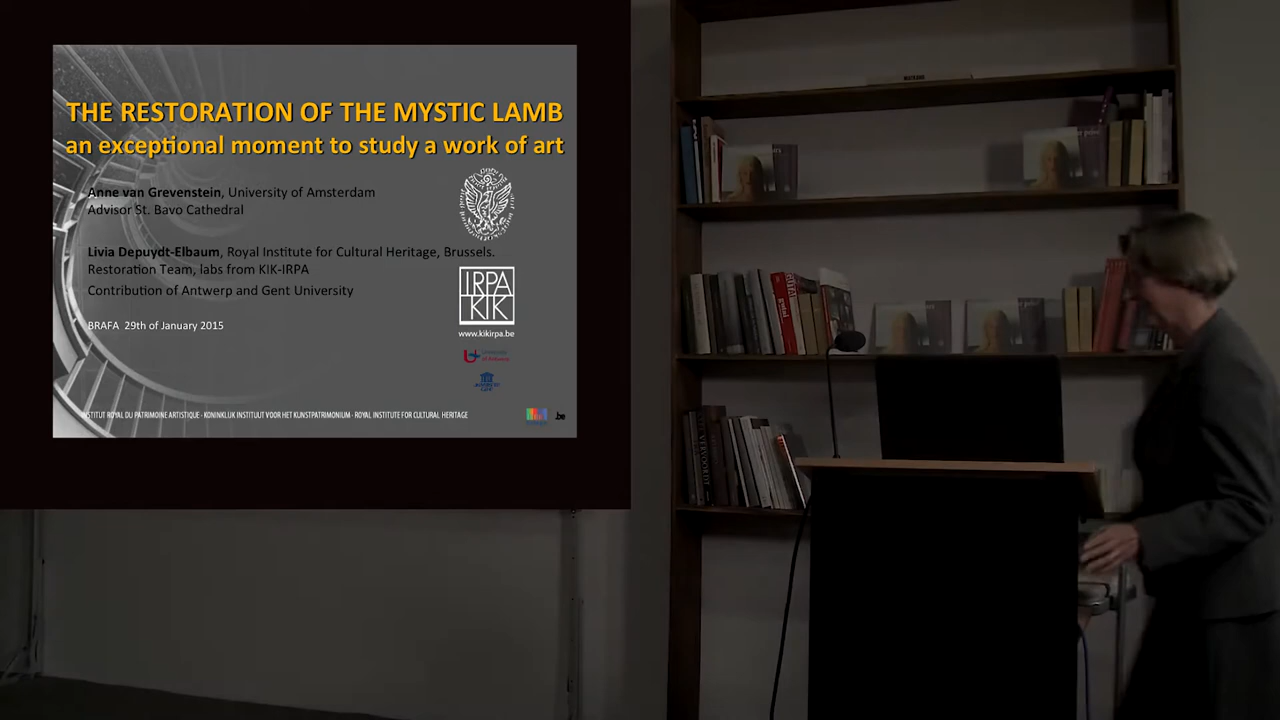 THE RESTORATION OF THE MYSTIC LAMB
an exceptional moment to study a work of art
Anne van Grevenstein, University of Amsterdam
Advisor St. Bavo Cathedral
Livia Depuydt-Elbaum, Royal Institute for Cultural Heritage, Brussels.
Restoration Team, labs from KIK-IRPA
Contribution of Antwerp and Gent University
BRAFA 29th of January 2015
IRPA
KIK
www.kikirpa.be
INSTITUT ROYAL DU PATRIMOINE ARTISTIQUE - KONINKLIJK INSTITUUT VOOR HET KUNSTPATRIMONIUM - ROYAL INSTITUTE FOR CULTURAL HERITAGE
.be